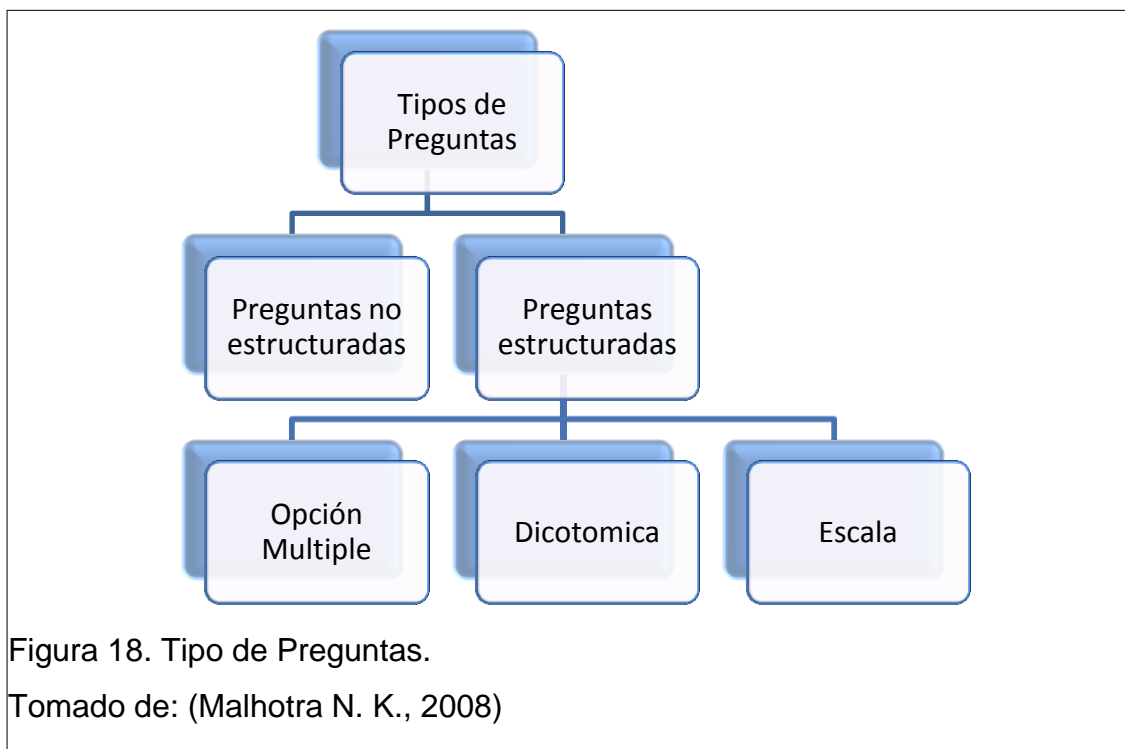 Tipos de
Preguntas
Preguntas no
estructuradas
Preguntas
estructuradas
Opción
Multiple
Dicotomica
Escala
Figura 18. Tipo de Preguntas.
Tomado de: (Malhotra N. K., 2008)